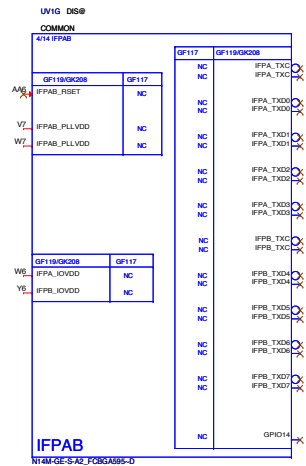 UV1G DIS@
COMMON
4/14 IFPAB
GF117 GF119/GK208
NC IFPA_TXC
NC IFPA_TXC
GF119/GK208 GF117
AA6 IFPAB_RSET NC
NC IFPA_TXD0
NC IFPA_TXD0
V7 IFPAB_PLLVDD NC
W7 IFPAB_PLLVDD NC
NC IFPA_TXD1
NC IFPA_TXD1
NC IFPA_TXD2
NC IFPA_TXD2
NC IFPA_TXD3
NC IFPA_TXD3
NC IFPB_TXC
NC IFPB_TXC
GF119/GK208 GF117
W6 IFPA_IOVDD NC
Y6 IFPB_IOVDD NC
NC IFPB_TXD4
NC IFPB_TXD4
NC IFPB_TXD5
NC IFPB_TXD5
NC IFPB_TXD6
NC IFPB_TXD6
NC IFPB_TXD7
NC IFPB_TXD7
NC GPIO14
IFPAB
N14M-GE-S-A2_FCBGA595~D